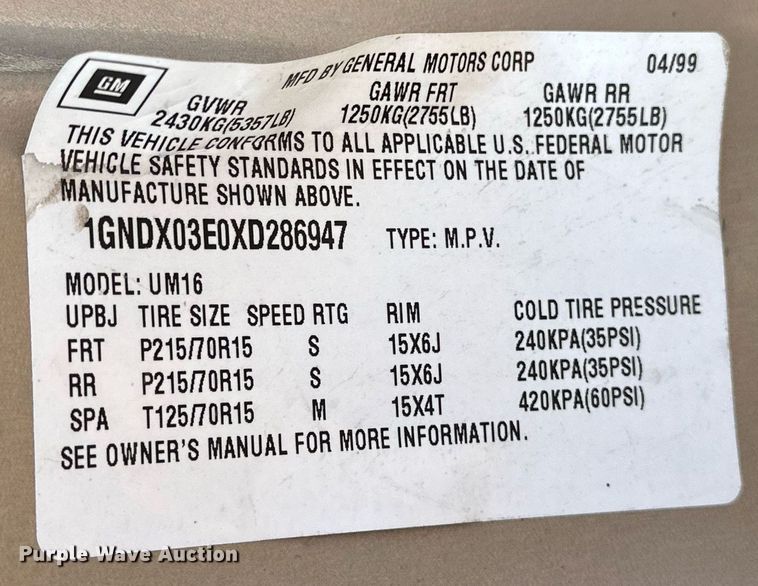 GM
MFD BY GENERAL MOTORS CORP 04/99
GVWR GAWR FRT GAWR RR
2430KG(5357LB) 1250KG(2755LB) 1250KG(2755LB)
THIS VEHICLE CONFORMS TO ALL APPLICABLE U.S. FEDERAL MOTOR
VEHICLE SAFETY STANDARDS IN EFFECT ON THE DATE OF
MANUFACTURE SHOWN ABOVE.
1GNDX03E0XD286947 TYPE: M.P.V.
MODEL: UM16
UPBJ TIRE SIZE SPEED RTG RIM COLD TIRE PRESSURE
FRT P215/70R15 S 15X6J 240KPA(35PSI)
RR P215/70R15 S 15X6J 240KPA(35PSI)
SPA T125/70R15 M 15X4T 420KPA(60PSI)
SEE OWNER'S MANUAL FOR MORE INFORMATION.
Purple Wave Auction